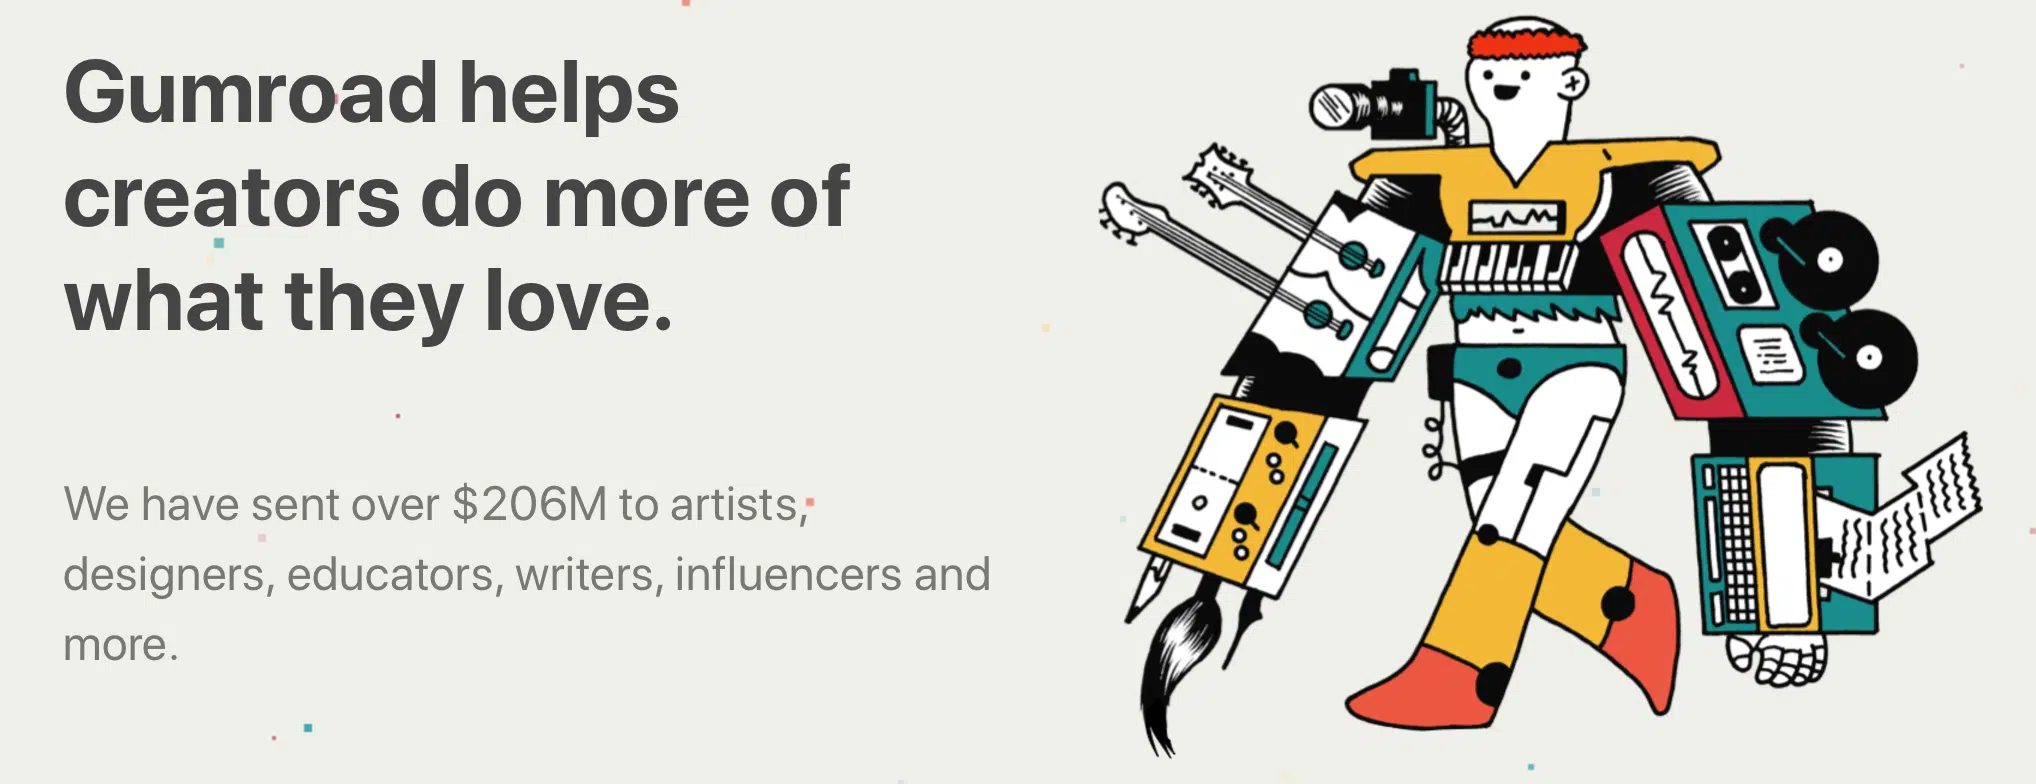 Gumroad helps
creators do more of
what they love.
We have sent over $206M to artists,
designers, educators, writers, influencers and
more.